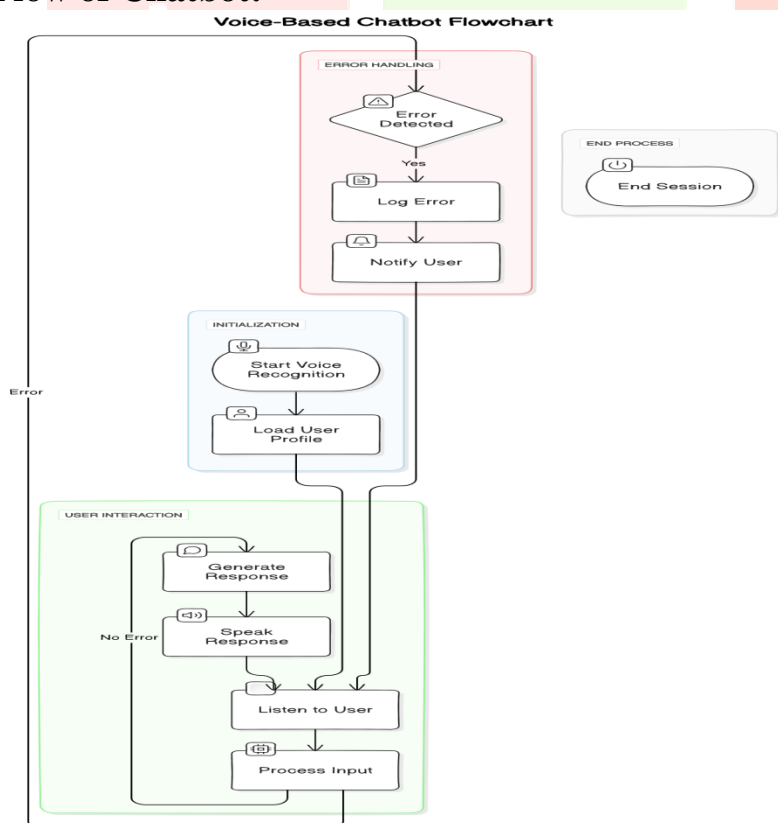 Voice-Based Chatbot Flowchart
ERROR HANDLING
Error
Detected
Yes
Log Error
Notify User
END PROCESS
End Session
INITIALIZATION
Start Voice
Recognition
Load User
Profile
Error
USER INTERACTION
Generate
Response
No Error
Speak
Response
Listen to User
Process Input